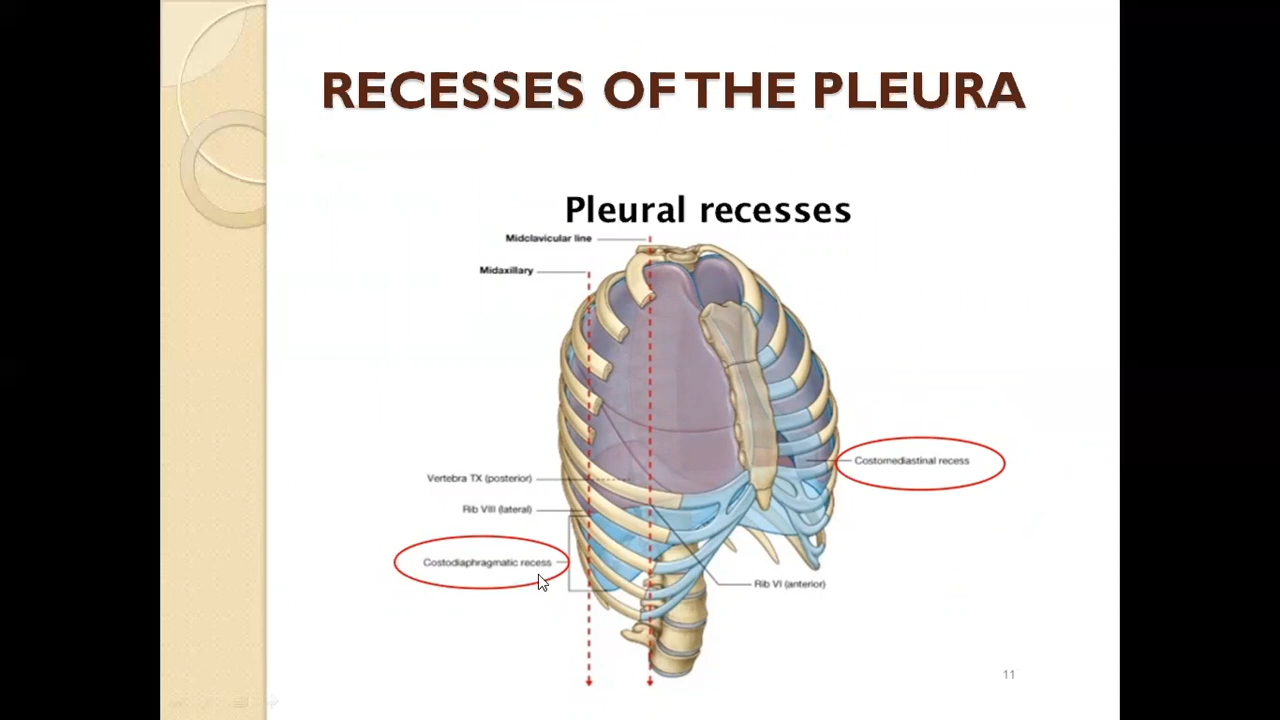 RECESSES OF THE PLEURA
Pleural recesses
Midclavicular line
Midaxillary
Costomediastinal recess
Vertebra TX (posterior)
Rib VIII (lateral)
Costodiaphragmatic recess
Rib VI (anterior)
11